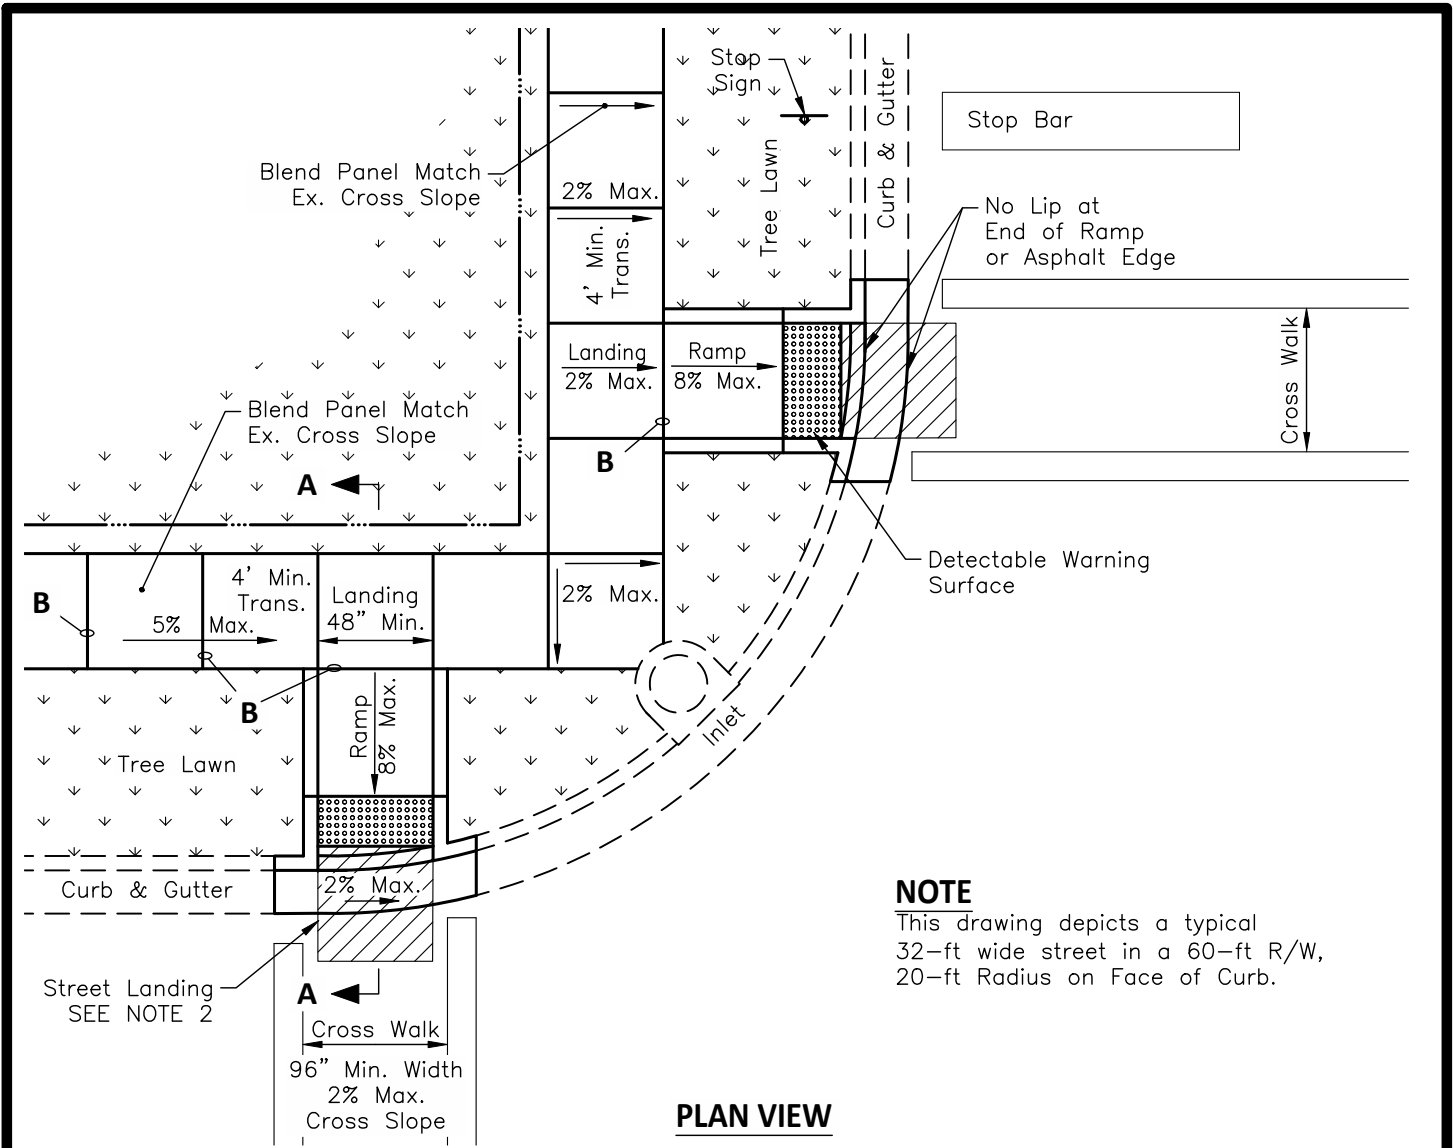 Stop
Sign
Curb & Gutter
Stop Bar
Blend Panel Match
Ex. Cross Slope
2% Max.
Tree Lawn
No Lip at
End of Ramp
or Asphalt Edge
4' Min.
Trans.
Landing
2% Max.
Ramp
8% Max.
Cross Walk
Blend Panel Match
Ex. Cross Slope
B
A
Detectable Warning
Surface
B
4' Min.
Trans.
5% Max.
Landing
48" Min.
2% Max.
B
Ramp
8% Max.
Inlet
Tree Lawn
Curb & Gutter
2% Max.
NOTE
This drawing depicts a typical
32-ft wide street in a 60-ft R/W,
20-ft Radius on Face of Curb.
Street Landing
SEE NOTE 2
A
Cross Walk
96" Min. Width
2% Max.
Cross Slope
PLAN VIEW